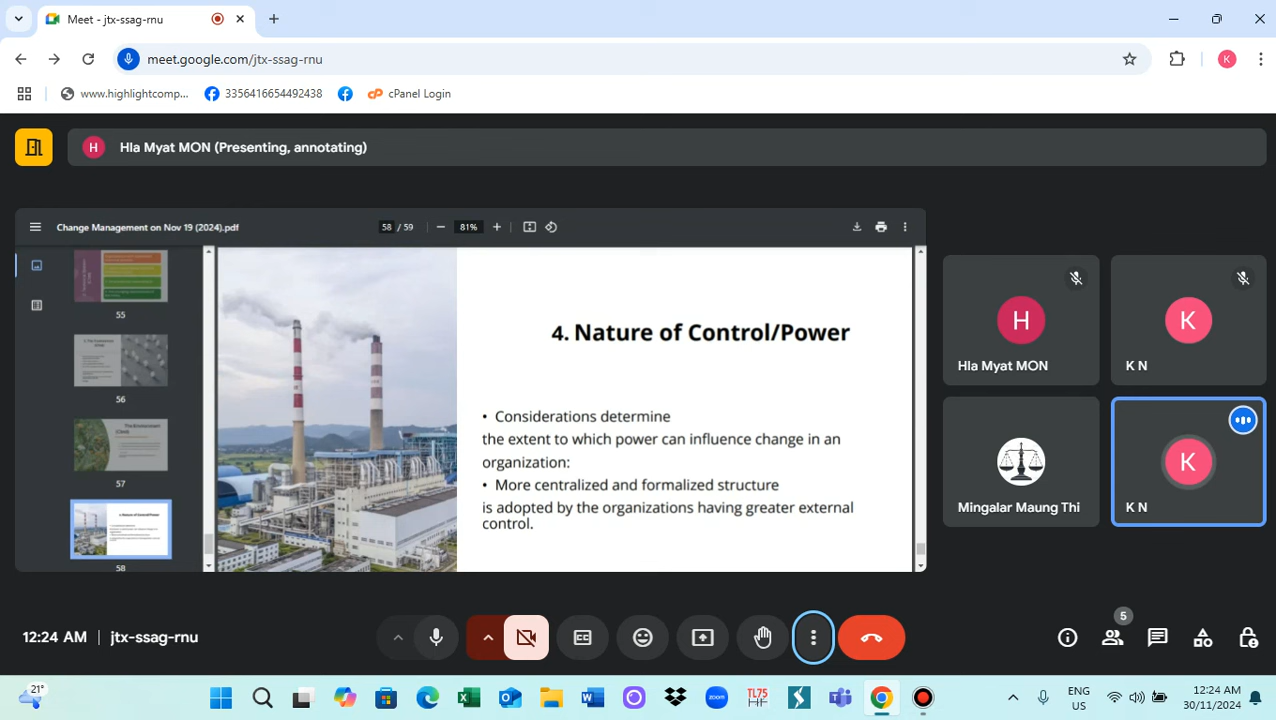 Meet - jtx-ssag-rnu
meet.google.com/jtx-ssag-rnu
K
www.highlightcomp...
3356416654492438
cPanel Login
H
Hla Myat MON (Presenting, annotating)
Change Management on Nov 19 (2024).pdf
58 / 59
81%
55
56
57
58
4. Nature of Control/Power
• Considerations determine
the extent to which power can influence change in an
organization:
• More centralized and formalized structure
is adopted by the organizations having greater external
control.
H
Hla Myat MON
K
K N
Mingalar Maung Thi
K
K N
12:24 AM | jtx-ssag-rnu
5
21°
ENG
US
12:24 AM
30/11/2024
zoom
TL75